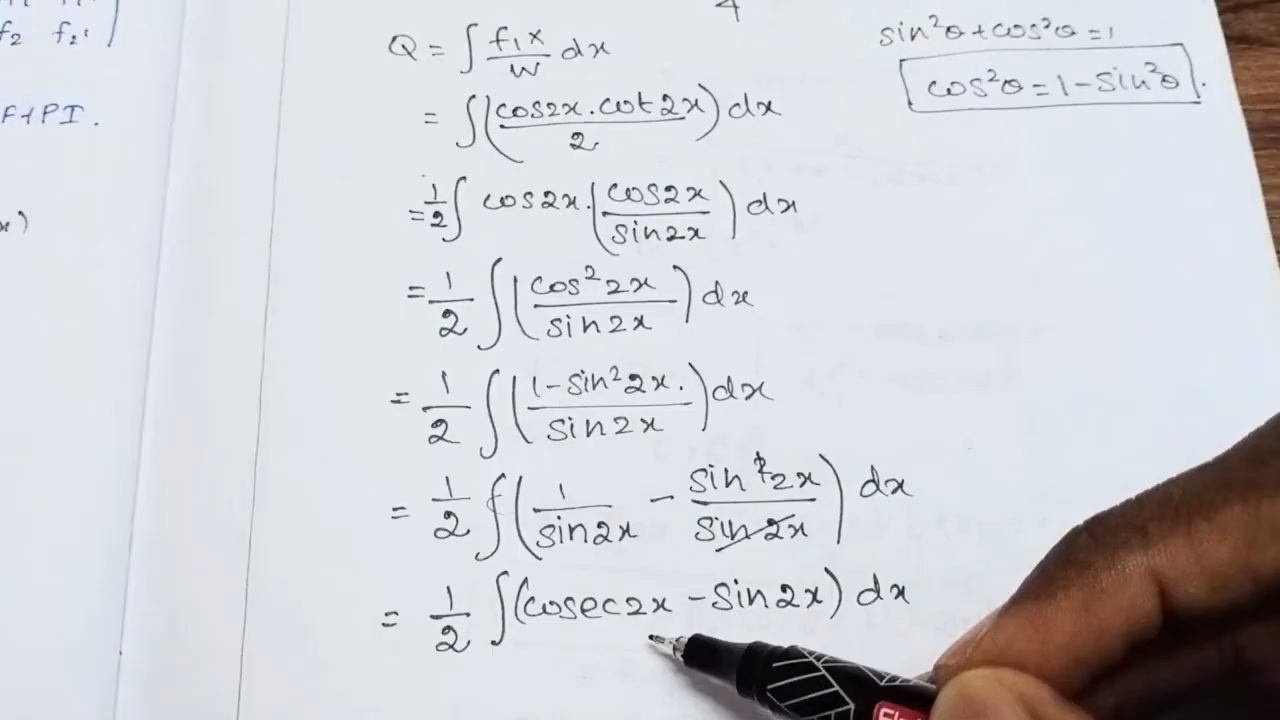 f₂ f₂'
F+PI.
x)
4
sin²θ+cos²θ=1
cos²θ=1-sin²θ.
Q = ∫ f₁x/W dx
= ∫(cos2x.cot2x/2) dx
= 1/2 ∫ cos2x.(cos2x/sin2x) dx
= 1/2 ∫(cos²2x/sin2x) dx
= 1/2 ∫(1-sin²2x./sin2x) dx
= 1/2 ∫(1/sin2x - sin²2x/sin2x) dx
= 1/2 ∫(cosec2x - sin2x) dx